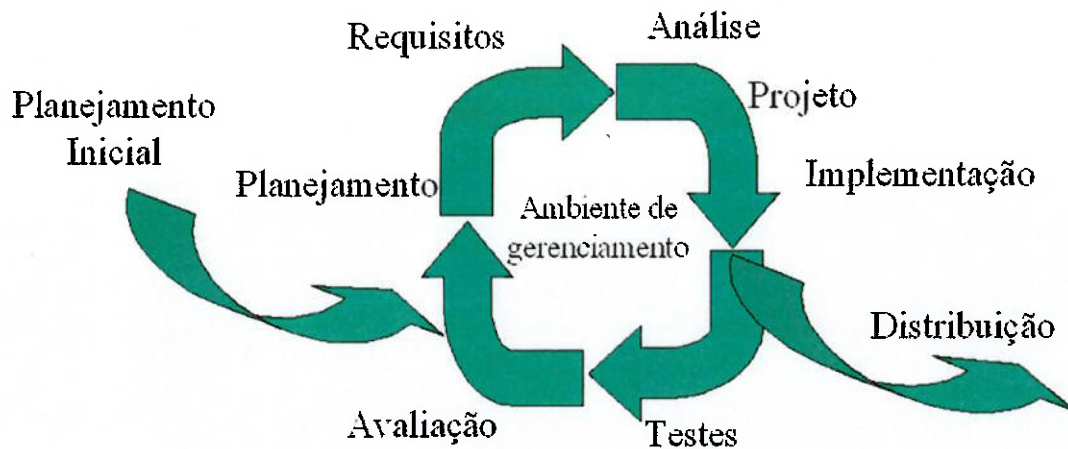 Requisitos
Análise
Planejamento
Inicial
Projeto
Planejamento
Implementação
Ambiente de
gerenciamento
Distribuição
Avaliação
Testes